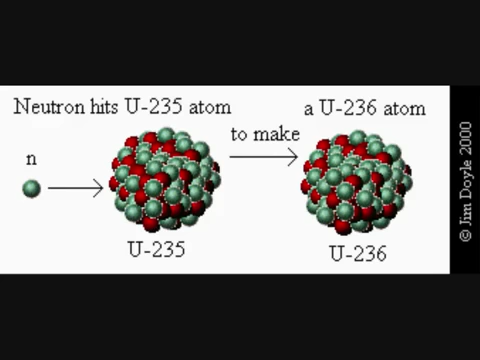 Neutron hits U-235 atom
a U-236 atom
to make
n
U-235
U-236
© Jim Doyle 2000